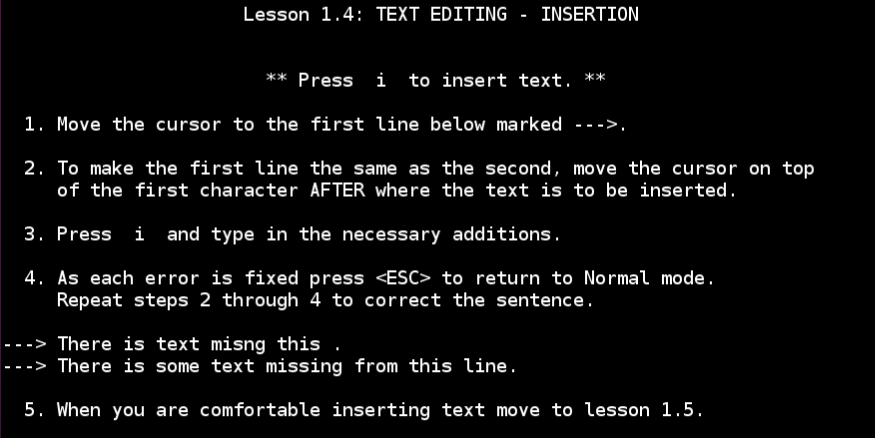 Lesson 1.4: TEXT EDITING - INSERTION
** Press  i  to insert text. **
1. Move the cursor to the first line below marked --->.
2. To make the first line the same as the second, move the cursor on top
of the first character AFTER where the text is to be inserted.
3. Press  i  and type in the necessary additions.
4. As each error is fixed press <ESC> to return to Normal mode.
Repeat steps 2 through 4 to correct the sentence.
---> There is text misng this .
---> There is some text missing from this line.
5. When you are comfortable inserting text move to lesson 1.5.